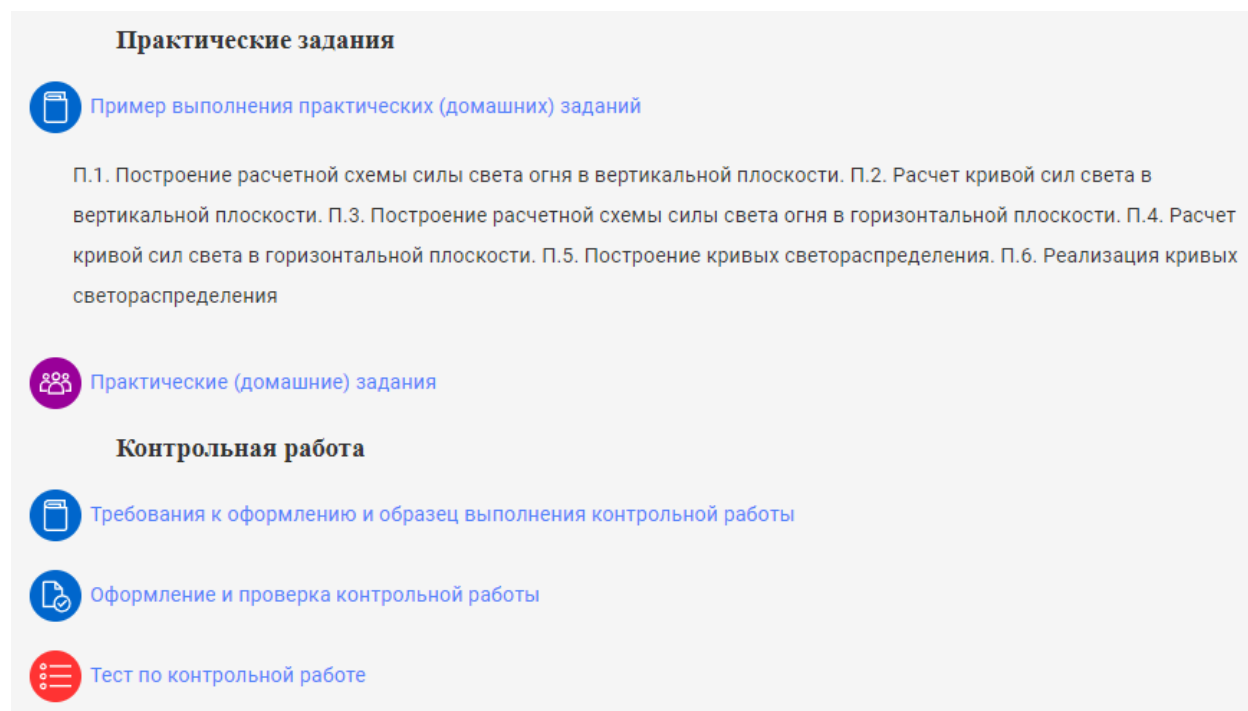 Практические задания
Пример выполнения практических (домашних) заданий
П.1. Построение расчетной схемы силы света огня в вертикальной плоскости. П.2. Расчет кривой сил света в
вертикальной плоскости. П.3. Построение расчетной схемы силы света огня в горизонтальной плоскости. П.4. Расчет
кривой сил света в горизонтальной плоскости. П.5. Построение кривых светораспределения. П.6. Реализация кривых
светораспределения
Практические (домашние) задания
Контрольная работа
Требования к оформлению и образец выполнения контрольной работы
Оформление и проверка контрольной работы
Тест по контрольной работе